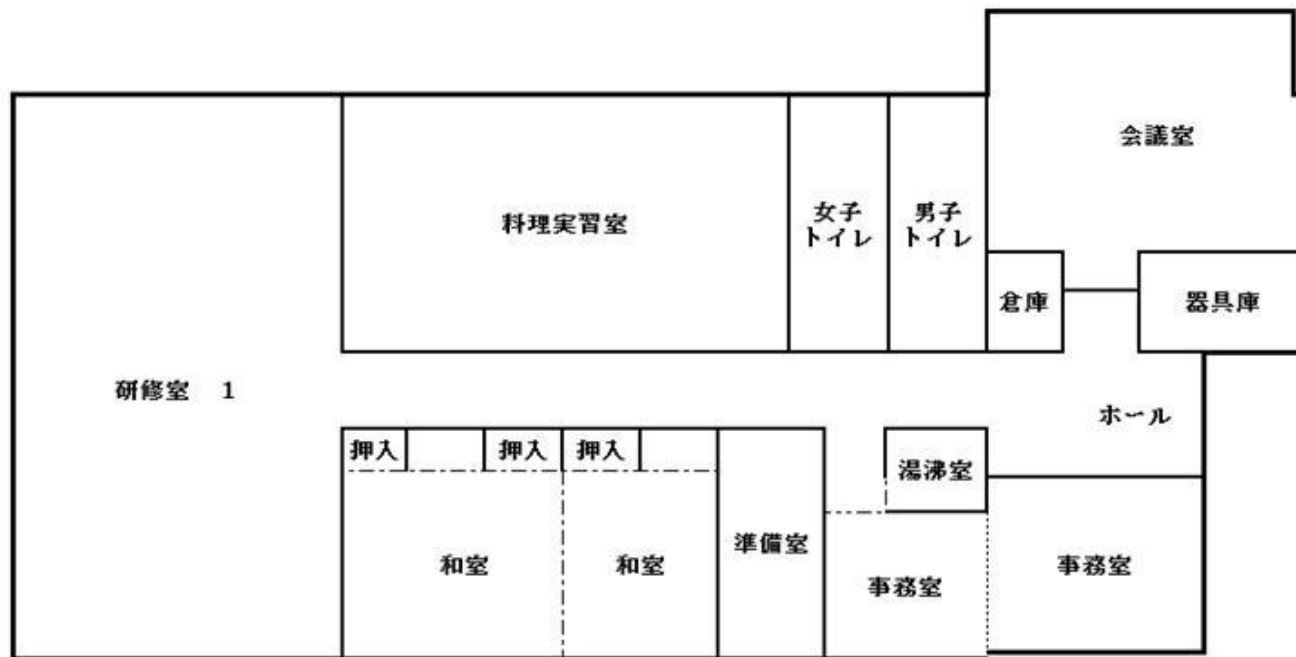 会議室
料理実習室
女子
トイレ
男子
トイレ
倉庫
器具庫
研修室 1
ホール
押入
押入
押入
湯沸室
和室
和室
準備室
事務室
事務室